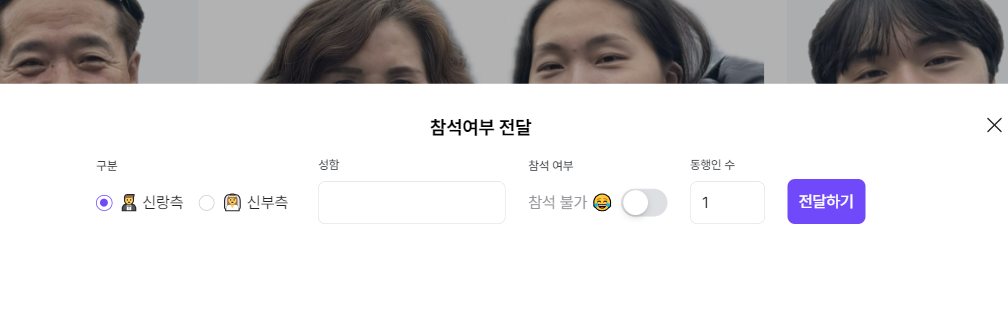 참석여부 전달
구분
성함
참석 여부
동행인 수
신랑측
신부측
참석 불가 😂
1
전달하기